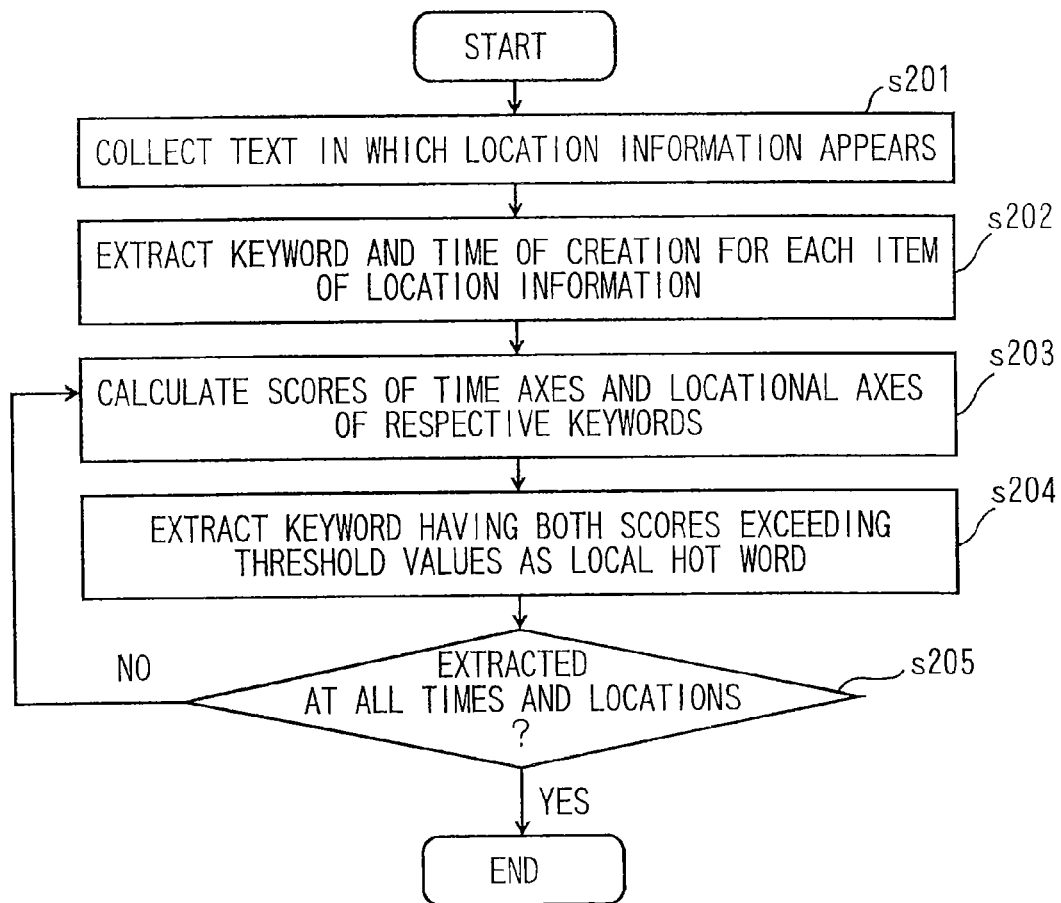 START
s201
COLLECT TEXT IN WHICH LOCATION INFORMATION APPEARS
s202
EXTRACT KEYWORD AND TIME OF CREATION FOR EACH ITEM
OF LOCATION INFORMATION
s203
CALCULATE SCORES OF TIME AXES AND LOCATIONAL AXES
OF RESPECTIVE KEYWORDS
s204
EXTRACT KEYWORD HAVING BOTH SCORES EXCEEDING
THRESHOLD VALUES AS LOCAL HOT WORD
NO
EXTRACTED
AT ALL TIMES AND LOCATIONS
?
s205
YES
END